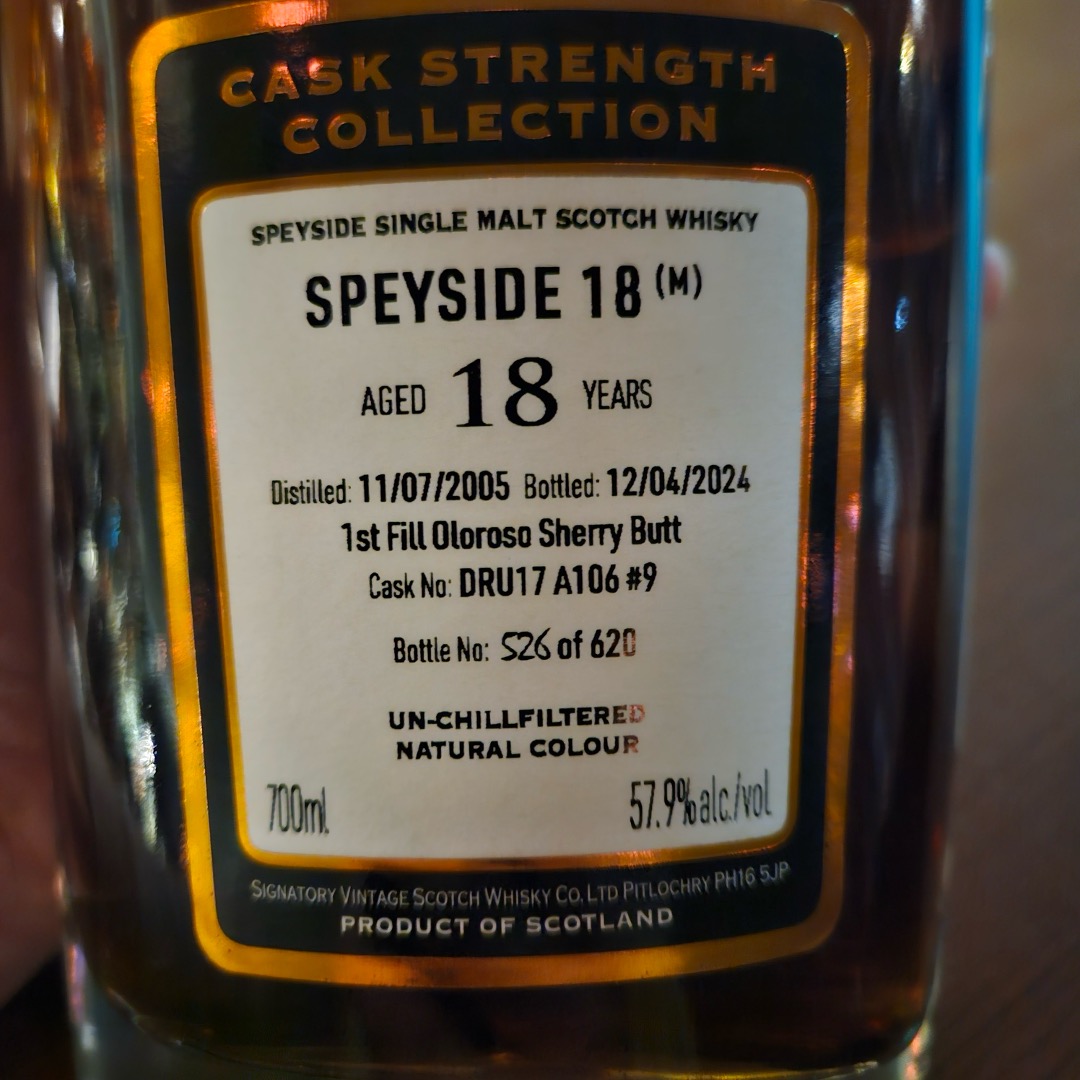 CASK STRENGTH
COLLECTION
SPEYSIDE SINGLE MALT SCOTCH WHISKY
SPEYSIDE 18 (M)
AGED 18 YEARS
Distilled: 11/07/2005 Bottled: 12/04/2024
1st Fill Oloroso Sherry Butt
Cask No: DRU17 A106 #9
Bottle No: 526 of 620
UN-CHILLFILTERED
NATURAL COLOUR
700ml 57.9%alc./vol
SIGNATORY VINTAGE SCOTCH WHISKY CO. LTD PITLOCHRY PH16 5JP
PRODUCT OF SCOTLAND